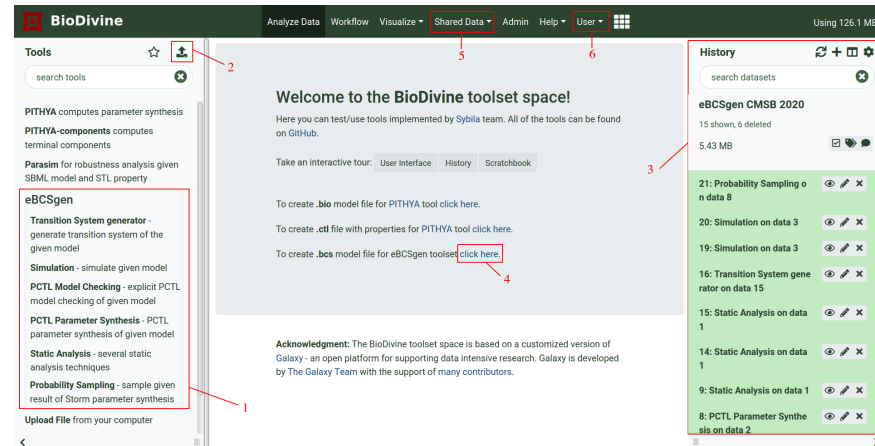 BioDivine
Analyze Data Workflow Visualize Shared Data Admin Help User
Using 126.1 MB
5
6
Tools
2
search tools
PITHYA computes parameter synthesis
PITHYA-components computes
terminal components
Parasim for robustness analysis given
SBML model and STL property
eBCSgen
Transition System generator -
generate transition system of the
given model
Simulation - simulate given model
PCTL Model Checking - explicit PCTL
model checking of given model
PCTL Parameter Synthesis - PCTL
parameter synthesis of given model
Static Analysis - several static
analysis techniques
Probability Sampling - sample given
result of Storm parameter synthesis
1
Upload File from your computer
Welcome to the BioDivine toolset space!
Here you can test/use tools implemented by Sybila team. All of the tools can be found
on GitHub.
Take an interactive tour: User Interface History Scratchbook
To create .bio model file for PITHYA tool click here.
To create .ctl file with properties for PITHYA tool click here.
To create .bcs model file for eBCSgen toolset click here.
4
Acknowledgment: The BioDivine toolset space is based on a customized version of
Galaxy - an open platform for supporting data intensive research. Galaxy is developed
by The Galaxy Team with the support of many contributors.
History
search datasets
eBCSgen CMSB 2020
15 shown, 6 deleted
5.43 MB
3
21: Probability Sampling o
n data 8
20: Simulation on data 3
19: Simulation on data 3
16: Transition System gene
rator on data 15
15: Static Analysis on data
1
14: Static Analysis on data
1
9: Static Analysis on data 1
8: PCTL Parameter Synthe
sis on data 2